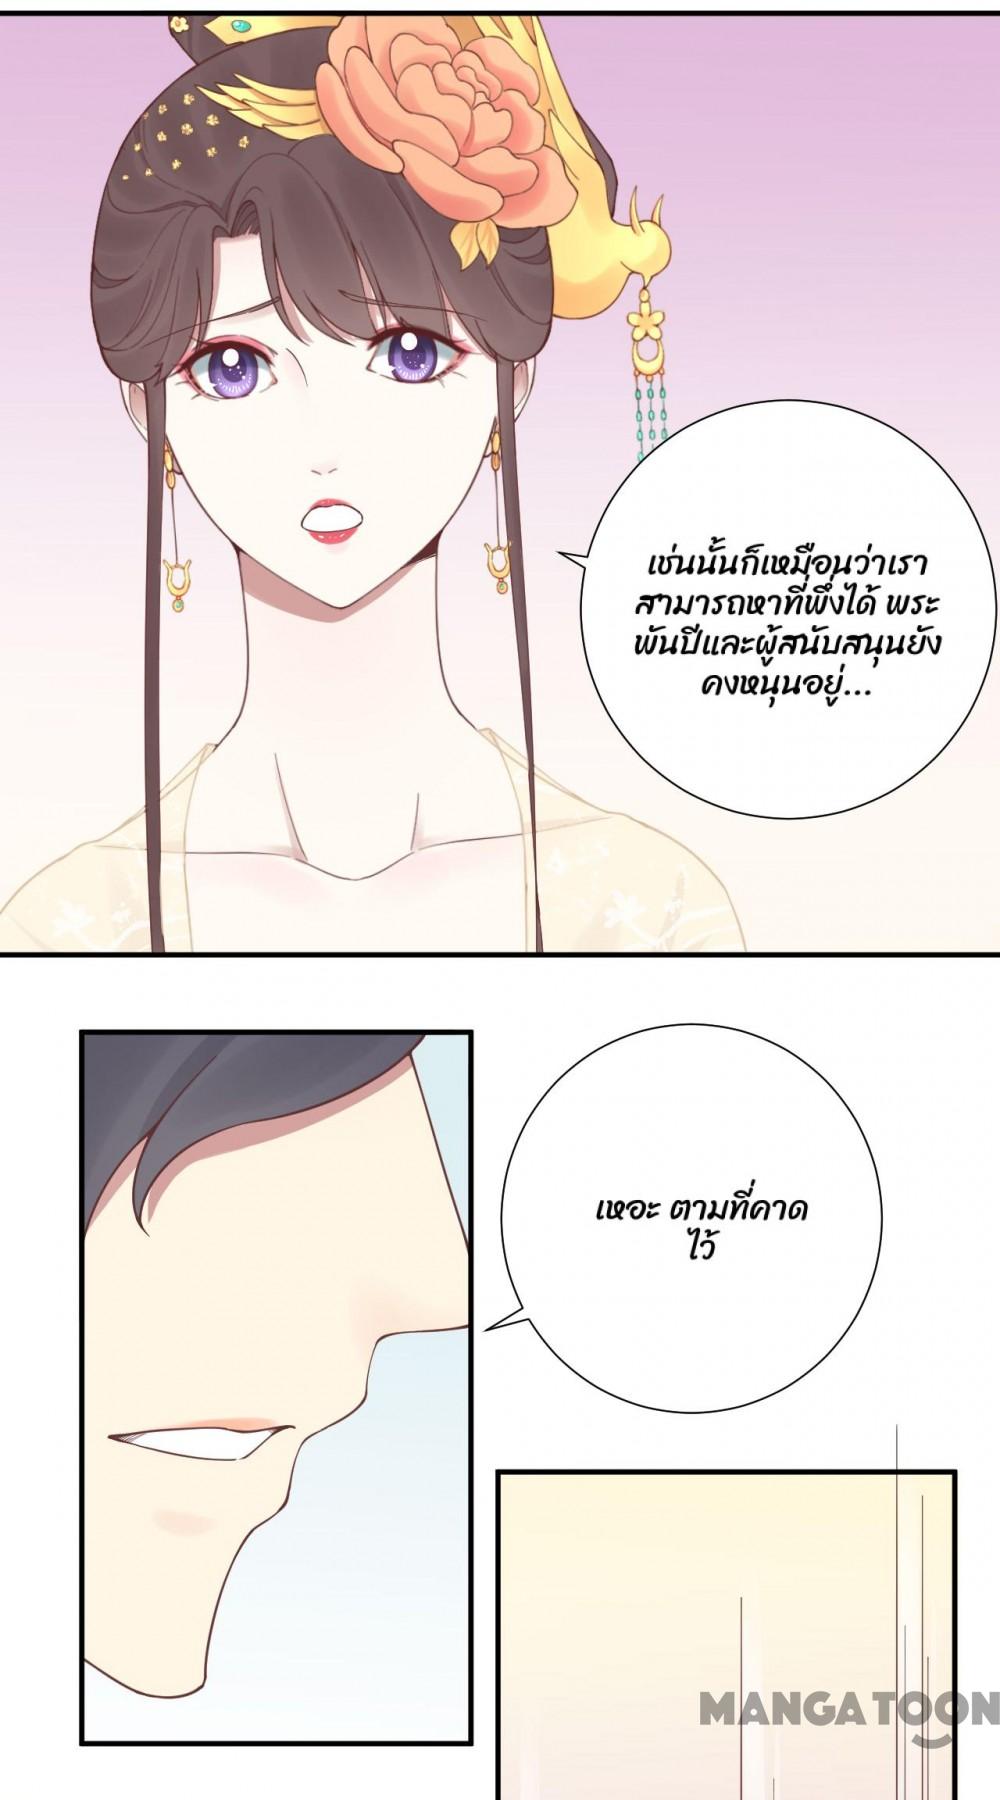 เช่นนั้นก็เหมือนว่าเรา
สามารถหาที่พึ่งได้ พระ
พันปีและผู้สนับสนุนยัง
คงหนุนอยู่...
เหอะ ตามที่คาด
ไว้
MANGATOON